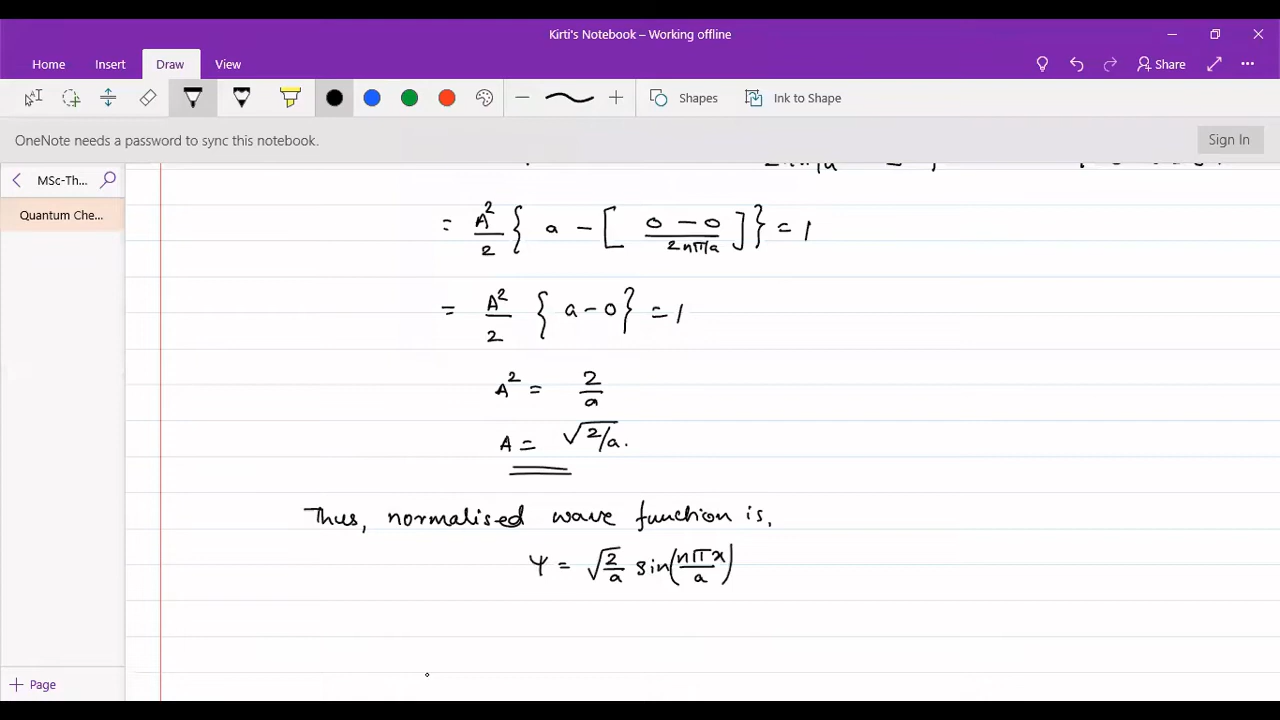 Kirti's Notebook – Working offline
Home Insert Draw View Share
Shapes Ink to Shape
OneNote needs a password to sync this notebook. Sign In
MSc-Th...
Quantum Che...
= A²/2 { a - [ 0 - 0 / 2nπ/a ] } = 1
= A²/2 { a - 0 } = 1
A² = 2/a
A = √2/a.
Thus, normalised wave function is,
Ψ = √2/a sin(nπx/a)
+ Page